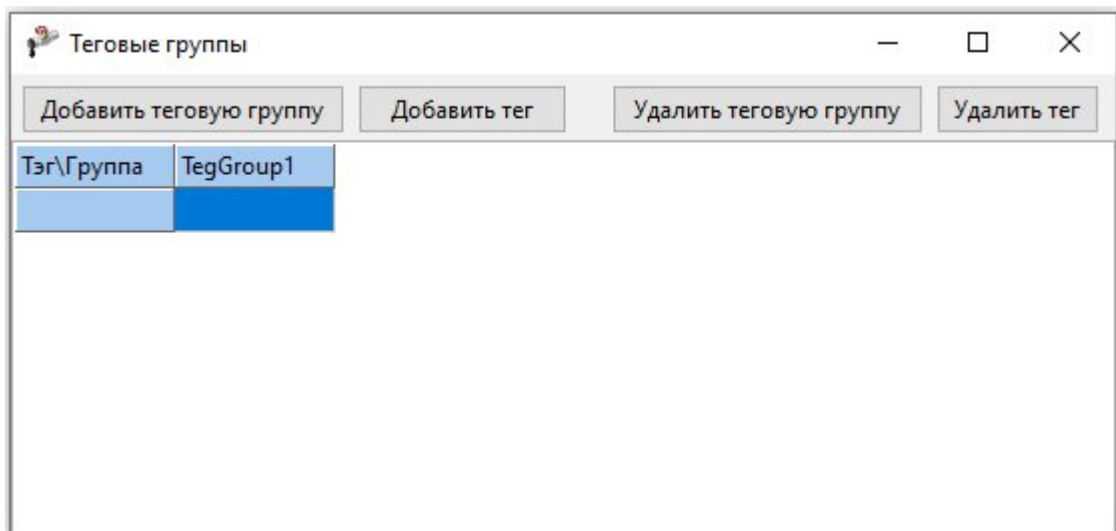 Теговые группы
Добавить теговую группу Добавить тег Удалить теговую группу Удалить тег
Тэг\Группа TegGroup1